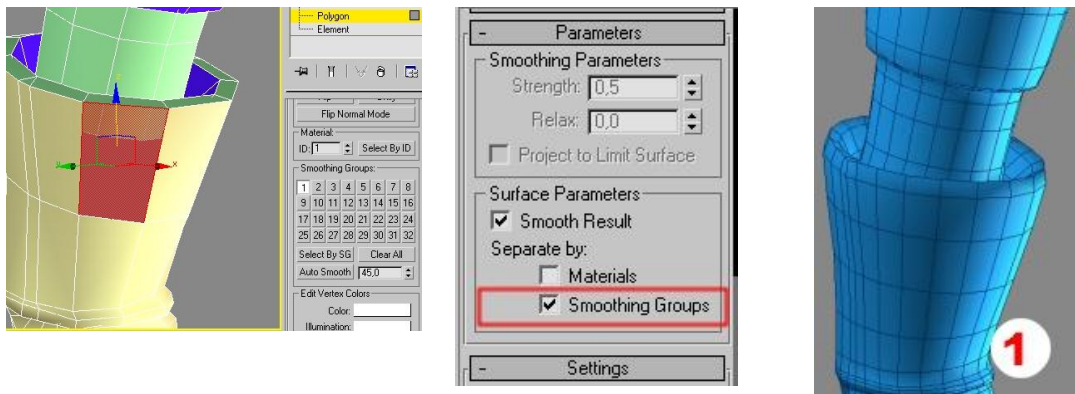 Polygon
Element
Flip Normal Mode
Material:
ID: 1 Select By ID
Smoothing Groups:
1 2 3 4 5 6 7 8
9 10 11 12 13 14 15 16
17 18 19 20 21 22 23 24
25 26 27 28 29 30 31 32
Select By SG Clear All
Auto Smooth 45,0
Edit Vertex Colors
Color:
Illumination:
z
x
- Parameters
Smoothing Parameters
Strength: 0,5
Relax: 0,0
Project to Limit Surface
Surface Parameters
Smooth Result
Separate by:
Materials
Smoothing Groups
- Settings
1